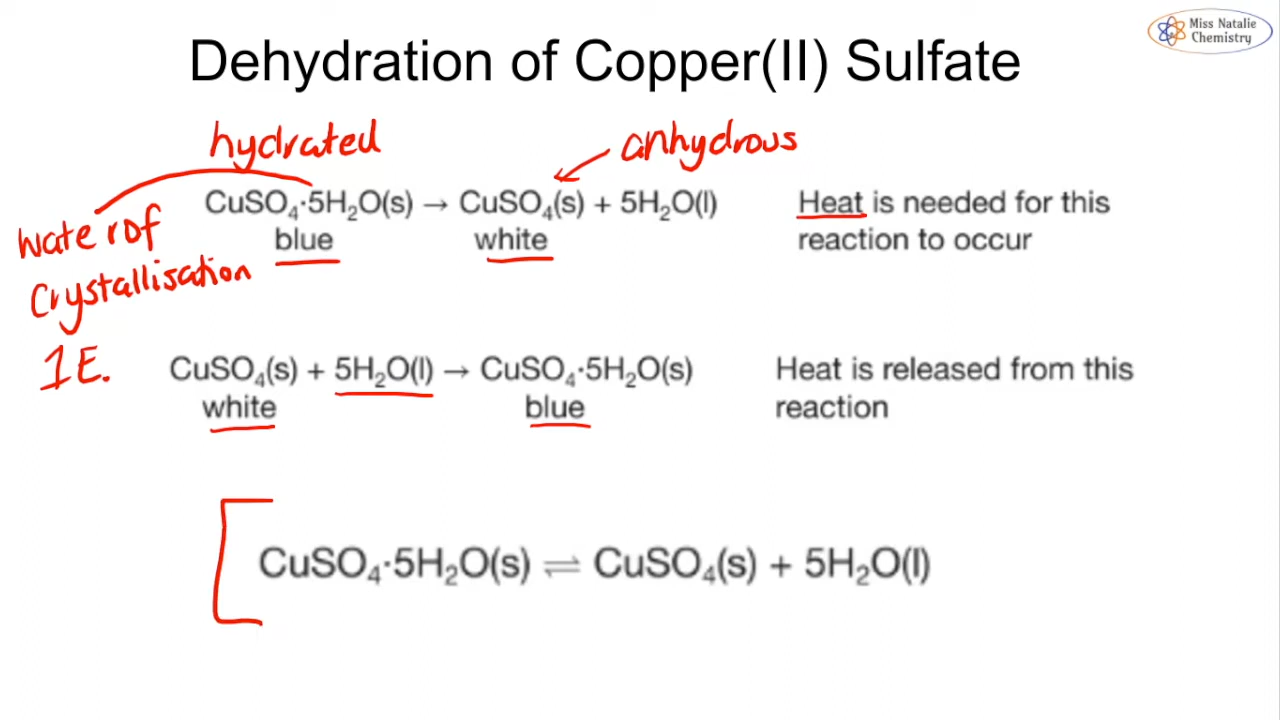 Miss Natalie
Chemistry
Dehydration of Copper(II) Sulfate
hydrated
anhydrous
CuSO₄·5H₂O(s) → CuSO₄(s) + 5H₂O(l)
Heat is needed for this
blue
white
reaction to occur
water of
crystallisation
1E.
CuSO₄(s) + 5H₂O(l) → CuSO₄·5H₂O(s)
Heat is released from this
white
blue
reaction
CuSO₄·5H₂O(s) ⇌ CuSO₄(s) + 5H₂O(l)